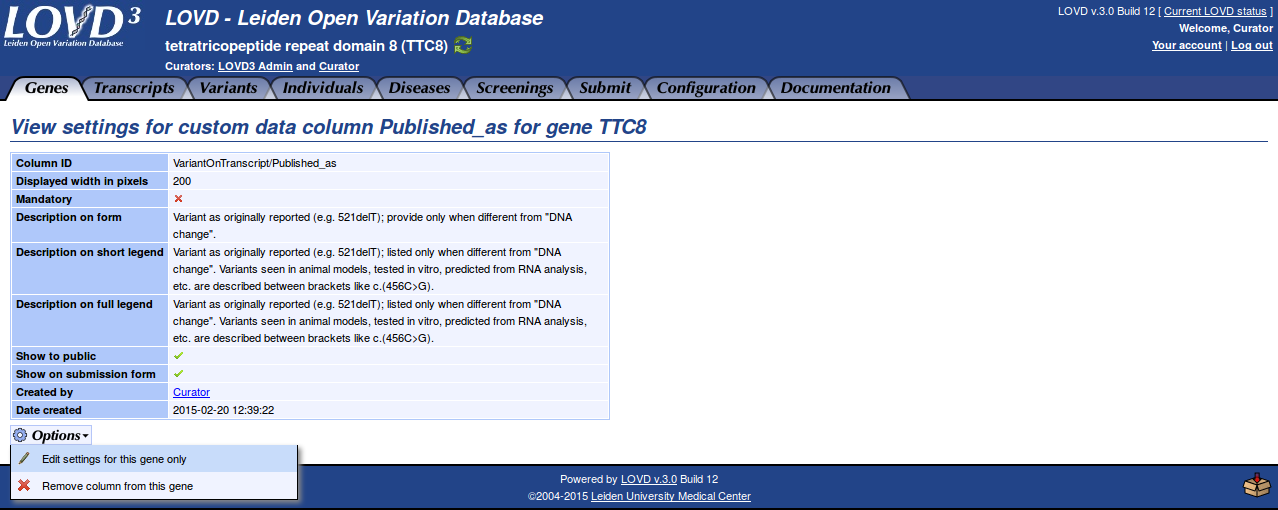 LOVD 3
Leiden Open Variation Database
LOVD - Leiden Open Variation Database
tetratricopeptide repeat domain 8 (TTC8)
Curators: LOVD3 Admin and Curator
LOVD v.3.0 Build 12 [ Current LOVD status ]
Welcome, Curator
Your account | Log out
Genes Transcripts Variants Individuals Diseases Screenings Submit Configuration Documentation
View settings for custom data column Published_as for gene TTC8
Column ID VariantOnTranscript/Published_as
Displayed width in pixels 200
Mandatory
Description on form Variant as originally reported (e.g. 521delT); provide only when different from "DNA
change".
Description on short legend Variant as originally reported (e.g. 521delT); listed only when different from "DNA
change". Variants seen in animal models, tested in vitro, predicted from RNA analysis,
etc. are described between brackets like c.(456C>G).
Description on full legend Variant as originally reported (e.g. 521delT); listed only when different from "DNA
change". Variants seen in animal models, tested in vitro, predicted from RNA analysis,
etc. are described between brackets like c.(456C>G).
Show to public
Show on submission form
Created by Curator
Date created 2015-02-20 12:39:22
Options
Edit settings for this gene only
Remove column from this gene
Powered by LOVD v.3.0 Build 12
©2004-2015 Leiden University Medical Center